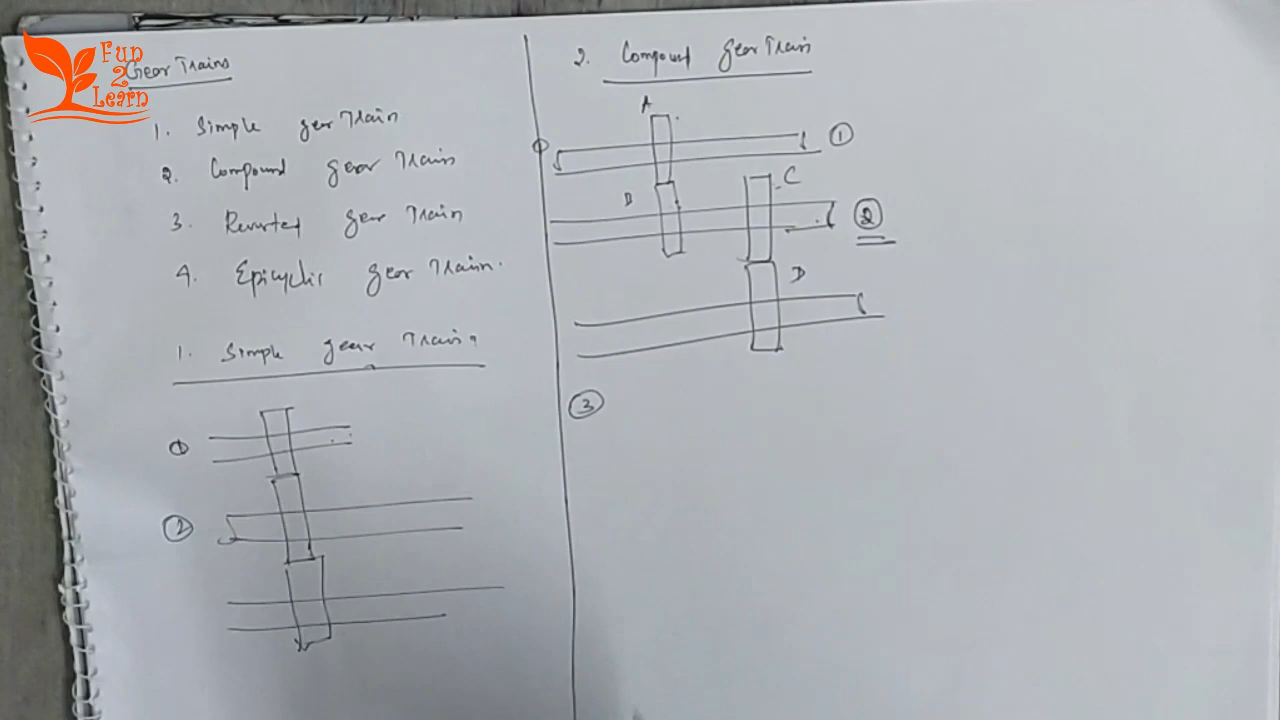 Fun
2
Learn
Gear Trains
1. Simple gear Train
2. Compound gear Train
3. Reverted gear Train
4. Epicyclic gear Train.
1. Simple gear Train
①
②
2. Compound gear Train
A
①
B
C
②
D
③